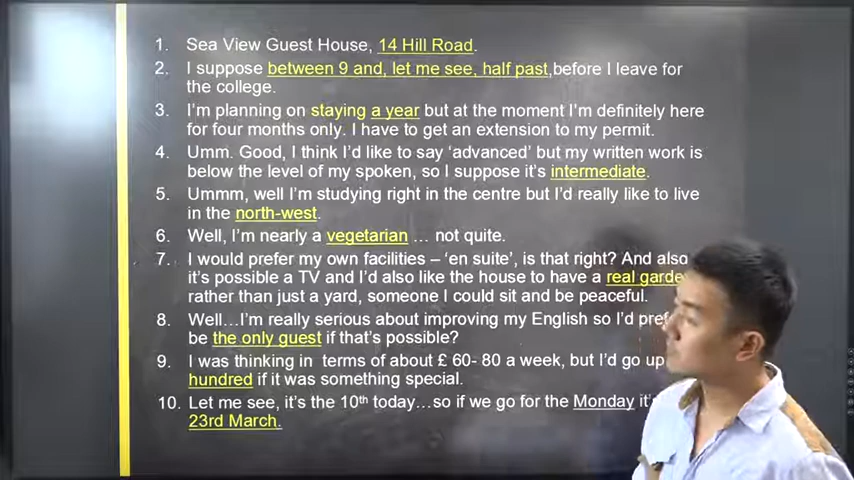 1. Sea View Guest House, 14 Hill Road.
2. I suppose between 9 and, let me see, half past,before I leave for
the college.
3. I'm planning on staying a year but at the moment I'm definitely here
for four months only. I have to get an extension to my permit.
4. Umm. Good, I think I'd like to say 'advanced' but my written work is
below the level of my spoken, so I suppose it's intermediate.
5. Ummm, well I'm studying right in the centre but I'd really like to live
in the north-west.
6. Well, I'm nearly a vegetarian … not quite.
7. I would prefer my own facilities – 'en suite', is that right? And also
it's possible a TV and I'd also like the house to have a real
rather than just a yard, someone I could sit and be peaceful.
8. Well…I'm really serious about improving my English so I'd
be the only guest if that's possible?
9. I was thinking in terms of about £ 60- 80 a week, but I'd go up
hundred if it was something special.
10. Let me see, it's the 10th today…so if we go for the Monday
23rd March.